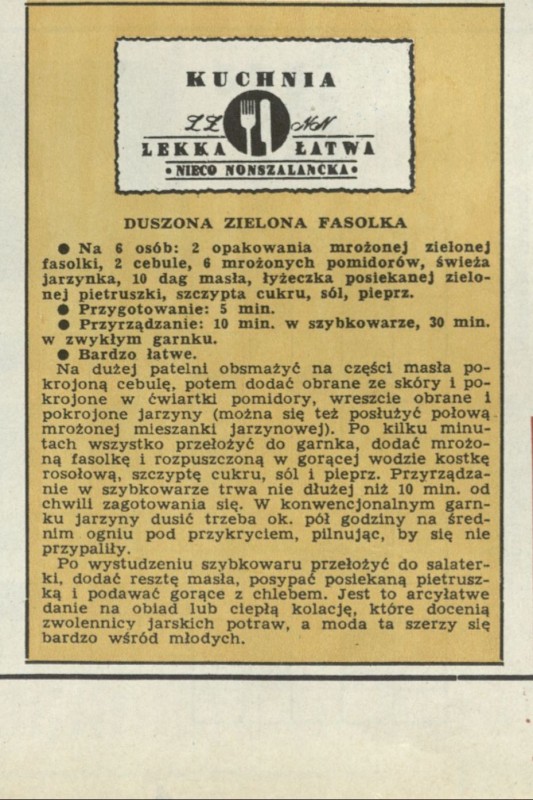 KUCHNIA
ŁŁ NN
LEKKA ŁATWA
• NIECO NONSZALANCKA •
DUSZONA ZIELONA FASOLKA
● Na 6 osób: 2 opakowania mrożonej zielonej
fasolki, 2 cebule, 6 mrożonych pomidorów, świeża
jarzynka, 10 dag masła, łyżeczka posiekanej zielo-
nej pietruszki, szczypta cukru, sól, pieprz.
● Przygotowanie: 5 min.
● Przyrządzanie: 10 min. w szybkowarze, 30 min.
w zwykłym garnku.
● Bardzo łatwe.
Na dużej patelni obsmażyć na części masła po-
krojoną cebulę, potem dodać obrane ze skóry i po-
krojone w ćwiartki pomidory, wreszcie obrane i
pokrojone jarzyny (można się też posłużyć połową
mrożonej mieszanki jarzynowej). Po kilku minu-
tach wszystko przełożyć do garnka, dodać mrożo-
ną fasolkę i rozpuszczoną w gorącej wodzie kostkę
rosołową, szczyptę cukru, sól i pieprz. Przyrządza-
nie w szybkowarze trwa nie dłużej niż 10 min. od
chwili zagotowania się. W konwencjonalnym garn-
ku jarzyny dusić trzeba ok. pół godziny na śred-
nim ogniu pod przykryciem, pilnując, by się nie
przypaliły.
Po wystudzeniu szybkowaru przełożyć do salater-
ki, dodać resztę masła, posypać posiekaną pietrusz-
ką i podawać gorące z chlebem. Jest to arcyłatwe
danie na obiad lub ciepłą kolację, które docenią
zwolennicy jarskich potraw, a moda ta szerzy się
bardzo wśród młodych.